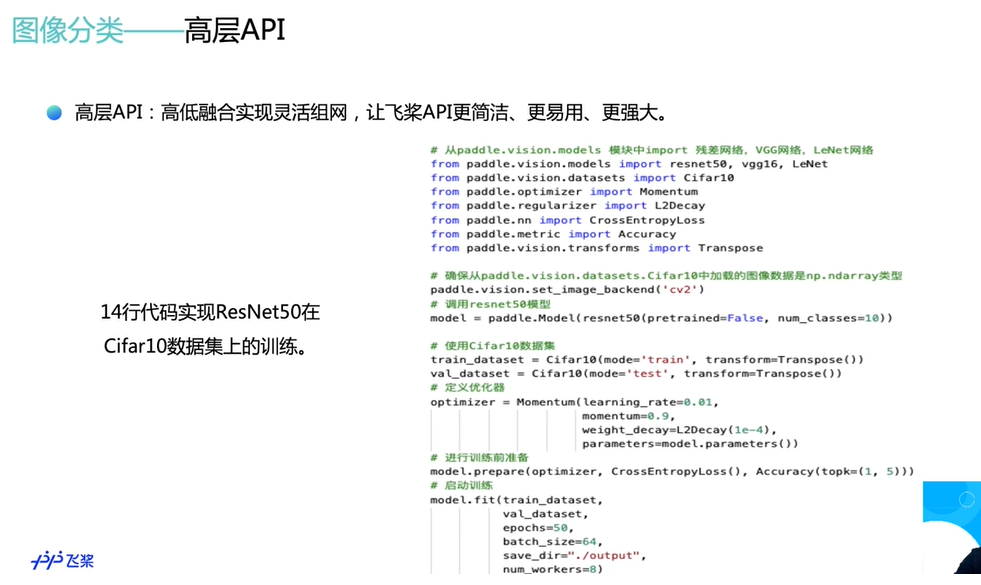 图像分类——高层API
高层API：高低融合实现灵活组网，让飞桨API更简洁、更易用、更强大。
14行代码实现ResNet50在
Cifar10数据集上的训练。
# 从paddle.vision.models 模块中import 残差网络，VGG网络，LeNet网络
from paddle.vision.models import resnet50, vgg16, LeNet
from paddle.vision.datasets import Cifar10
from paddle.optimizer import Momentum
from paddle.regularizer import L2Decay
from paddle.nn import CrossEntropyLoss
from paddle.metric import Accuracy
from paddle.vision.transforms import Transpose
# 确保从paddle.vision.datasets.Cifar10中加载的图像数据是np.ndarray类型
paddle.vision.set_image_backend('cv2')
# 调用resnet50模型
model = paddle.Model(resnet50(pretrained=False, num_classes=10))
# 使用Cifar10数据集
train_dataset = Cifar10(mode='train', transform=Transpose())
val_dataset = Cifar10(mode='test', transform=Transpose())
# 定义优化器
optimizer = Momentum(learning_rate=0.01,
momentum=0.9,
weight_decay=L2Decay(1e-4),
parameters=model.parameters())
# 进行训练前准备
model.prepare(optimizer, CrossEntropyLoss(), Accuracy(topk=(1, 5)))
# 启动训练
model.fit(train_dataset,
val_dataset,
epochs=50,
batch_size=64,
save_dir="./output",
num_workers=8)
飞桨